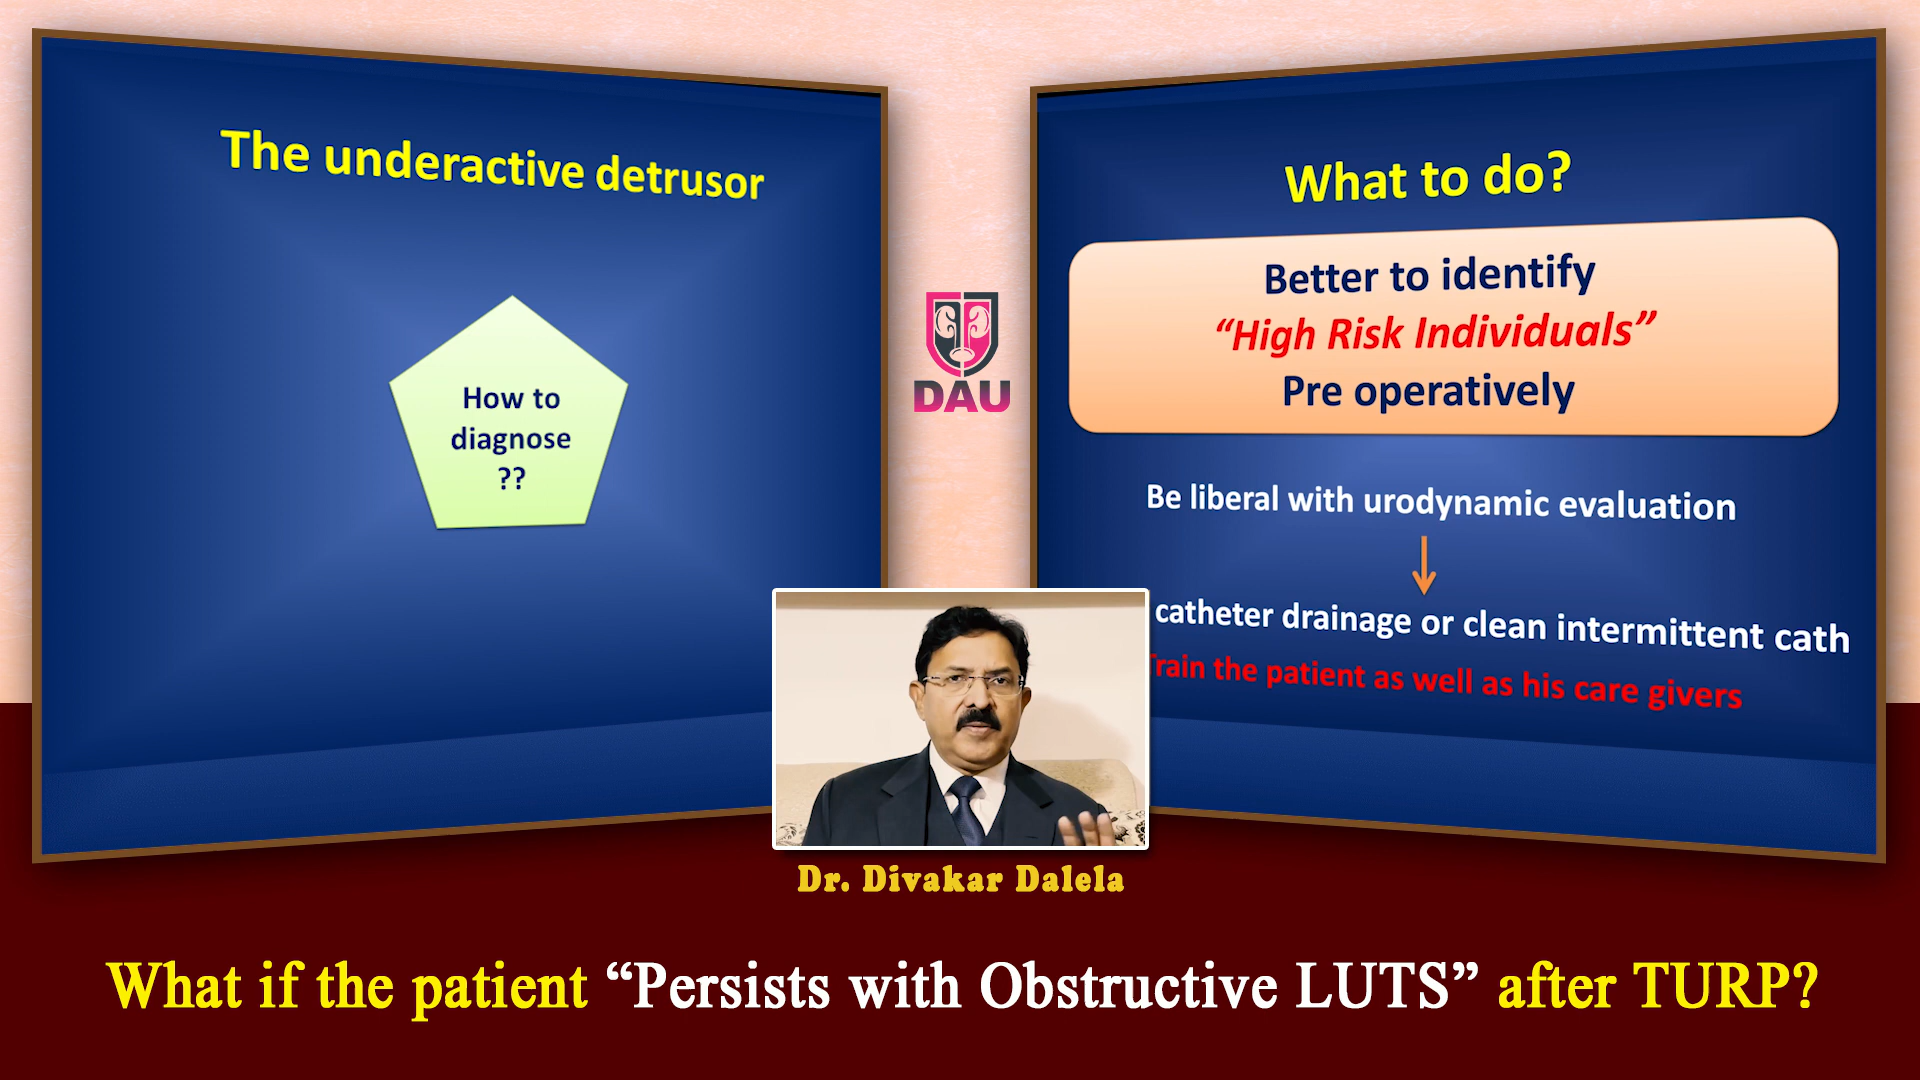 The underactive detrusor
How to
diagnose
??
DAU
What to do?
Better to identify
“High Risk Individuals”
Pre operatively
Be liberal with urodynamic evaluation
catheter drainage or clean intermittent cath
Train the patient as well as his care givers
Dr. Divakar Dalela
What if the patient “Persists with Obstructive LUTS” after TURP?